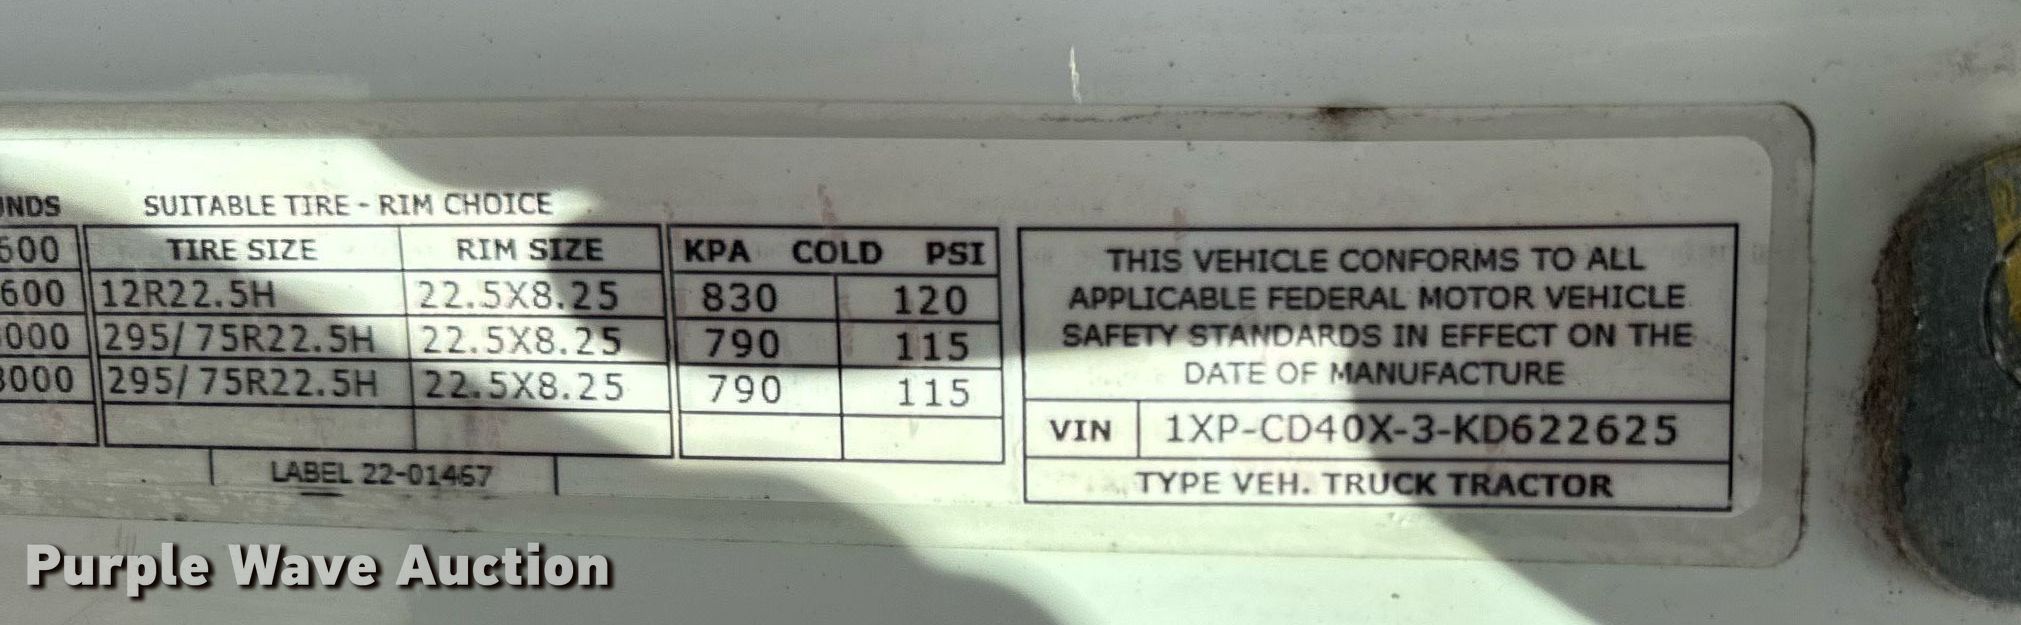 UNDS SUITABLE TIRE - RIM CHOICE
600 TIRE SIZE RIM SIZE KPA COLD PSI
600 12R22.5H 22.5X8.25 830 120
000 295/75R22.5H 22.5X8.25 790 115
3000 295/75R22.5H 22.5X8.25 790 115
LABEL 22-01467
THIS VEHICLE CONFORMS TO ALL
APPLICABLE FEDERAL MOTOR VEHICLE
SAFETY STANDARDS IN EFFECT ON THE
DATE OF MANUFACTURE
VIN 1XP-CD40X-3-KD622625
TYPE VEH. TRUCK TRACTOR
Purple Wave Auction